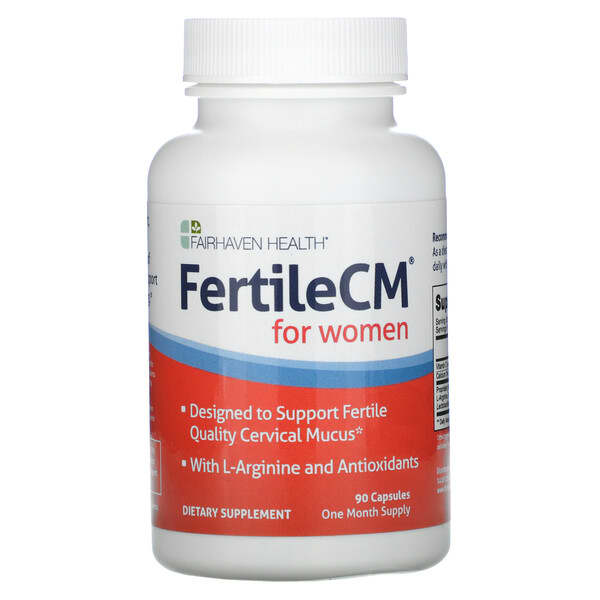 FAIRHAVEN HEALTH
FertileCM®
for women
• Designed to Support Fertile
Quality Cervical Mucus*
• With L-Arginine and Antioxidants
90 Capsules
DIETARY SUPPLEMENT
One Month Supply